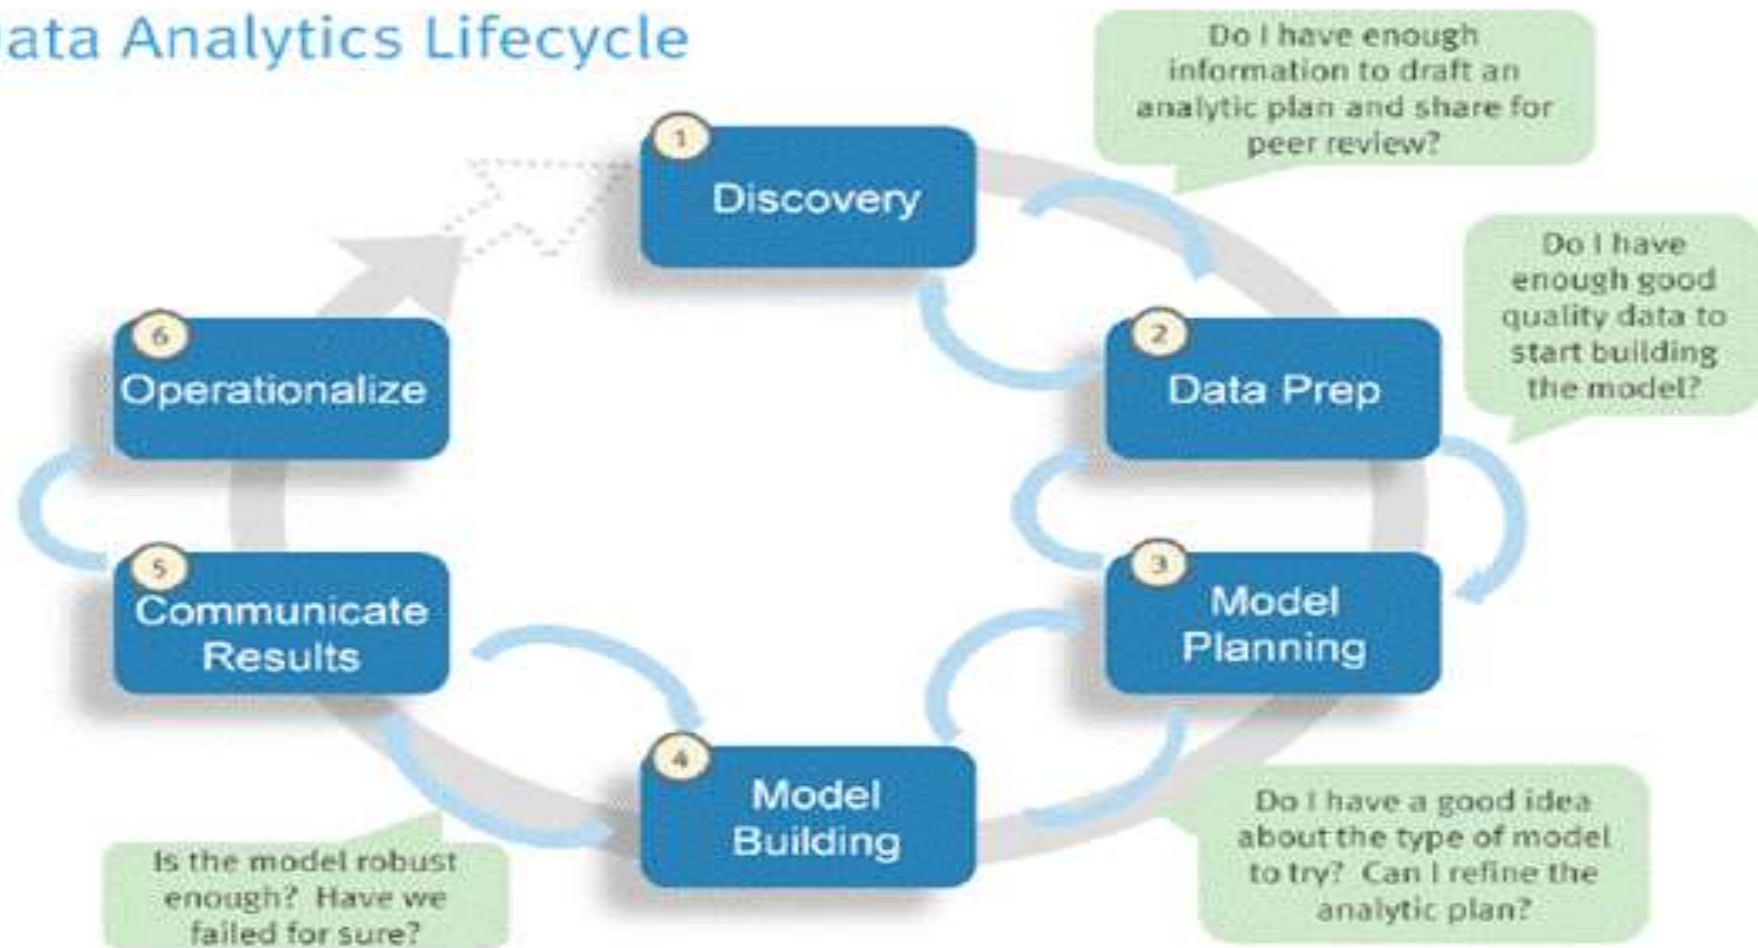 ata Analytics Lifecycle
Do I have enough
information to draft an
analytic plan and share for
peer review?
1
Discovery
Do I have
enough good
quality data to
start building
the model?
2
Data Prep
3
Model
Planning
Do I have a good idea
about the type of model
to try? Can I refine the
analytic plan?
4
Model
Building
Is the model robust
enough? Have we
failed for sure?
5
Communicate
Results
6
Operationalize